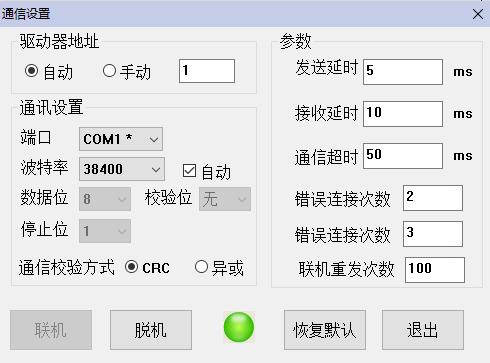 通信设置
驱动器地址
自动 手动 1
通讯设置
端口 COM1 *
波特率 38400 自动
数据位 8 校验位 无
停止位 1
通信校验方式 CRC 异或
参数
发送延时 5 ms
接收延时 10 ms
通信超时 50 ms
错误连接次数 2
错误连接次数 3
联机重发次数 100
联机 脱机 恢复默认 退出